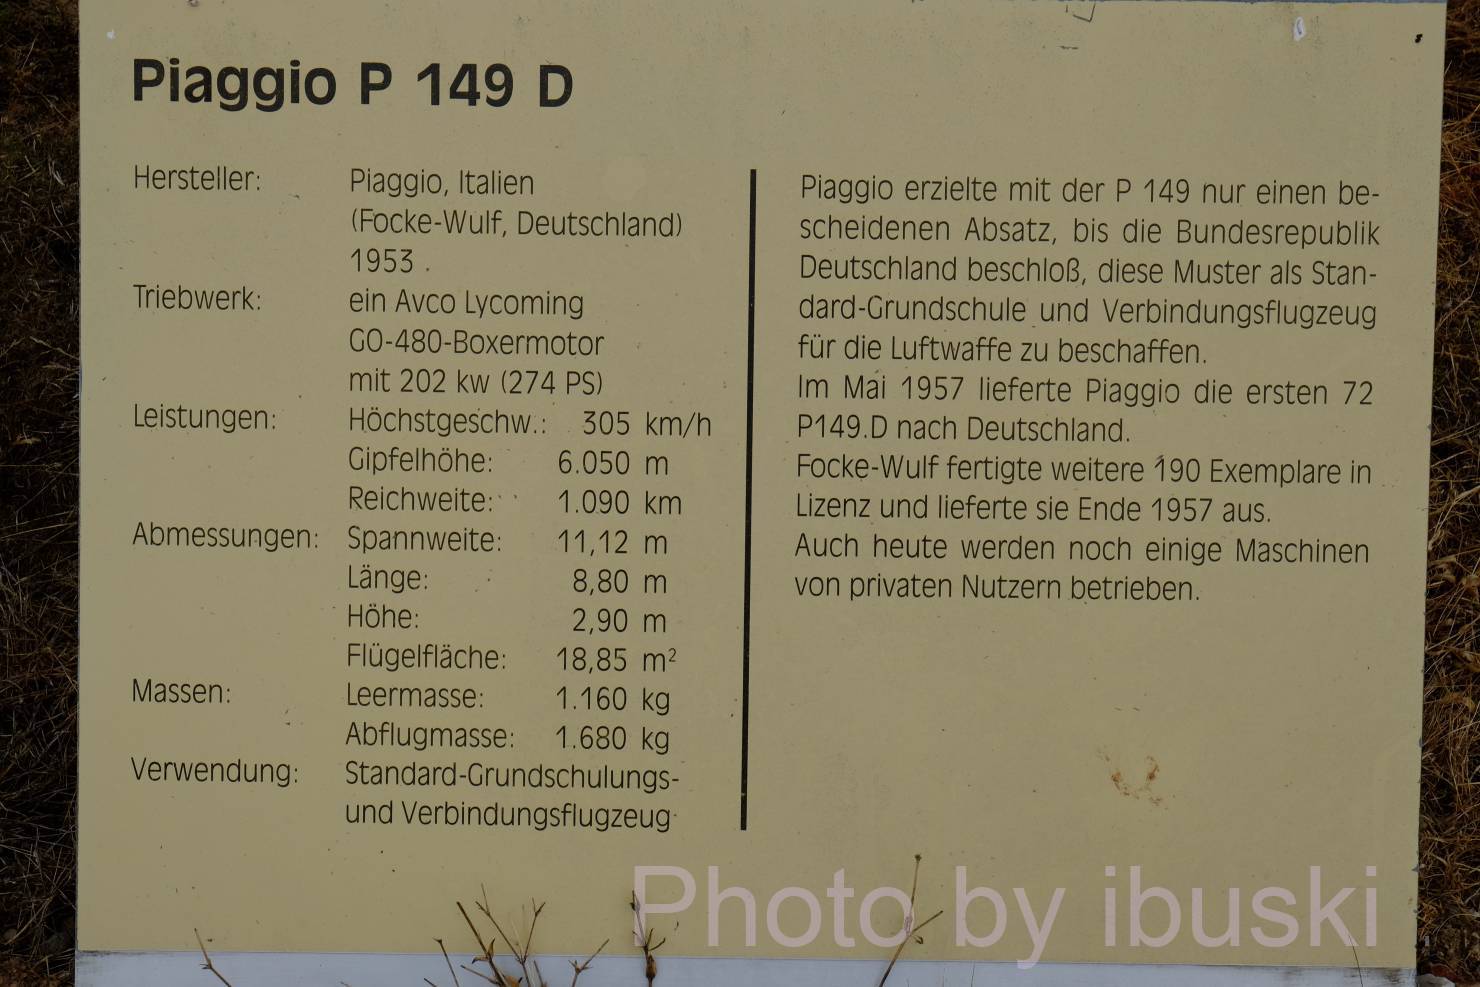 Piaggio P 149 D
Hersteller: Piaggio, Italien
(Focke-Wulf, Deutschland)
1953
Triebwerk: ein Avco Lycoming
GO-480-Boxermotor
mit 202 kw (274 PS)
Leistungen: Höchstgeschw.: 305 km/h
Gipfelhöhe: 6.050 m
Reichweite: 1.090 km
Abmessungen: Spannweite: 11,12 m
Länge: 8,80 m
Höhe: 2,90 m
Flügelfläche: 18,85 m²
Massen: Leermasse: 1.160 kg
Abflugmasse: 1.680 kg
Verwendung: Standard-Grundschulungs-
und Verbindungsflugzeug
Piaggio erzielte mit der P 149 nur einen be-
scheidenen Absatz, bis die Bundesrepublik
Deutschland beschloß, diese Muster als Stan-
dard-Grundschule und Verbindungsflugzeug
für die Luftwaffe zu beschaffen.
Im Mai 1957 lieferte Piaggio die ersten 72
P149.D nach Deutschland.
Focke-Wulf fertigte weitere 190 Exemplare in
Lizenz und lieferte sie Ende 1957 aus.
Auch heute werden noch einige Maschinen
von privaten Nutzern betrieben.
Photo by ibuski